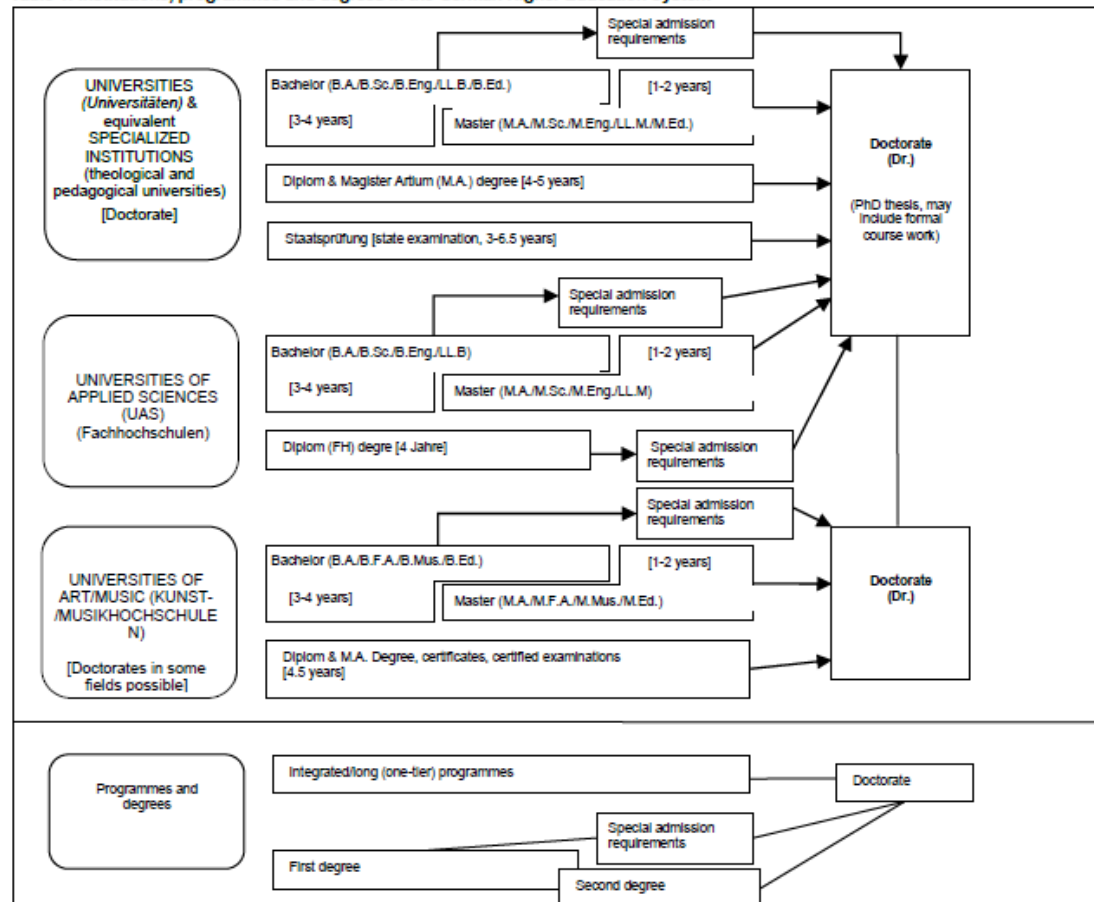 Special admission
requirements
UNIVERSITIES
(Universitäten) &
equivalent
SPECIALIZED
INSTITUTIONS
(theological and
pedagogical universities)
[Doctorate]
Bachelor (B.A./B.Sc./B.Eng./LL.B./B.Ed.)
[1-2 years]
[3-4 years]
Master (M.A./M.Sc./M.Eng./LL.M./M.Ed.)
Diplom & Magister Artium (M.A.) degree [4-5 years]
Staatsprüfung [state examination, 3-6.5 years]
Doctorate
(Dr.)
(PhD thesis, may
include formal
course work)
Special admission
requirements
UNIVERSITIES OF
APPLIED SCIENCES
(UAS)
(Fachhochschulen)
Bachelor (B.A./B.Sc./B.Eng./LL.B)
[1-2 years]
[3-4 years]
Master (M.A./M.Sc./M.Eng./LL.M)
Diplom (FH) degre [4 Jahre]
Special admission
requirements
Special admission
requirements
UNIVERSITIES OF
ART/MUSIC (KUNST-
/MUSIKHOCHSCHULE
N)
[Doctorates in some
fields possible]
Bachelor (B.A./B.F.A./B.Mus./B.Ed.)
[1-2 years]
[3-4 years]
Master (M.A./M.F.A./M.Mus./M.Ed.)
Diplom & M.A. Degree, certificates, certified examinations
[4.5 years]
Doctorate
(Dr.)
Programmes and
degrees
Integrated/long (one-tier) programmes
Doctorate
Special admission
requirements
First degree
Second degree